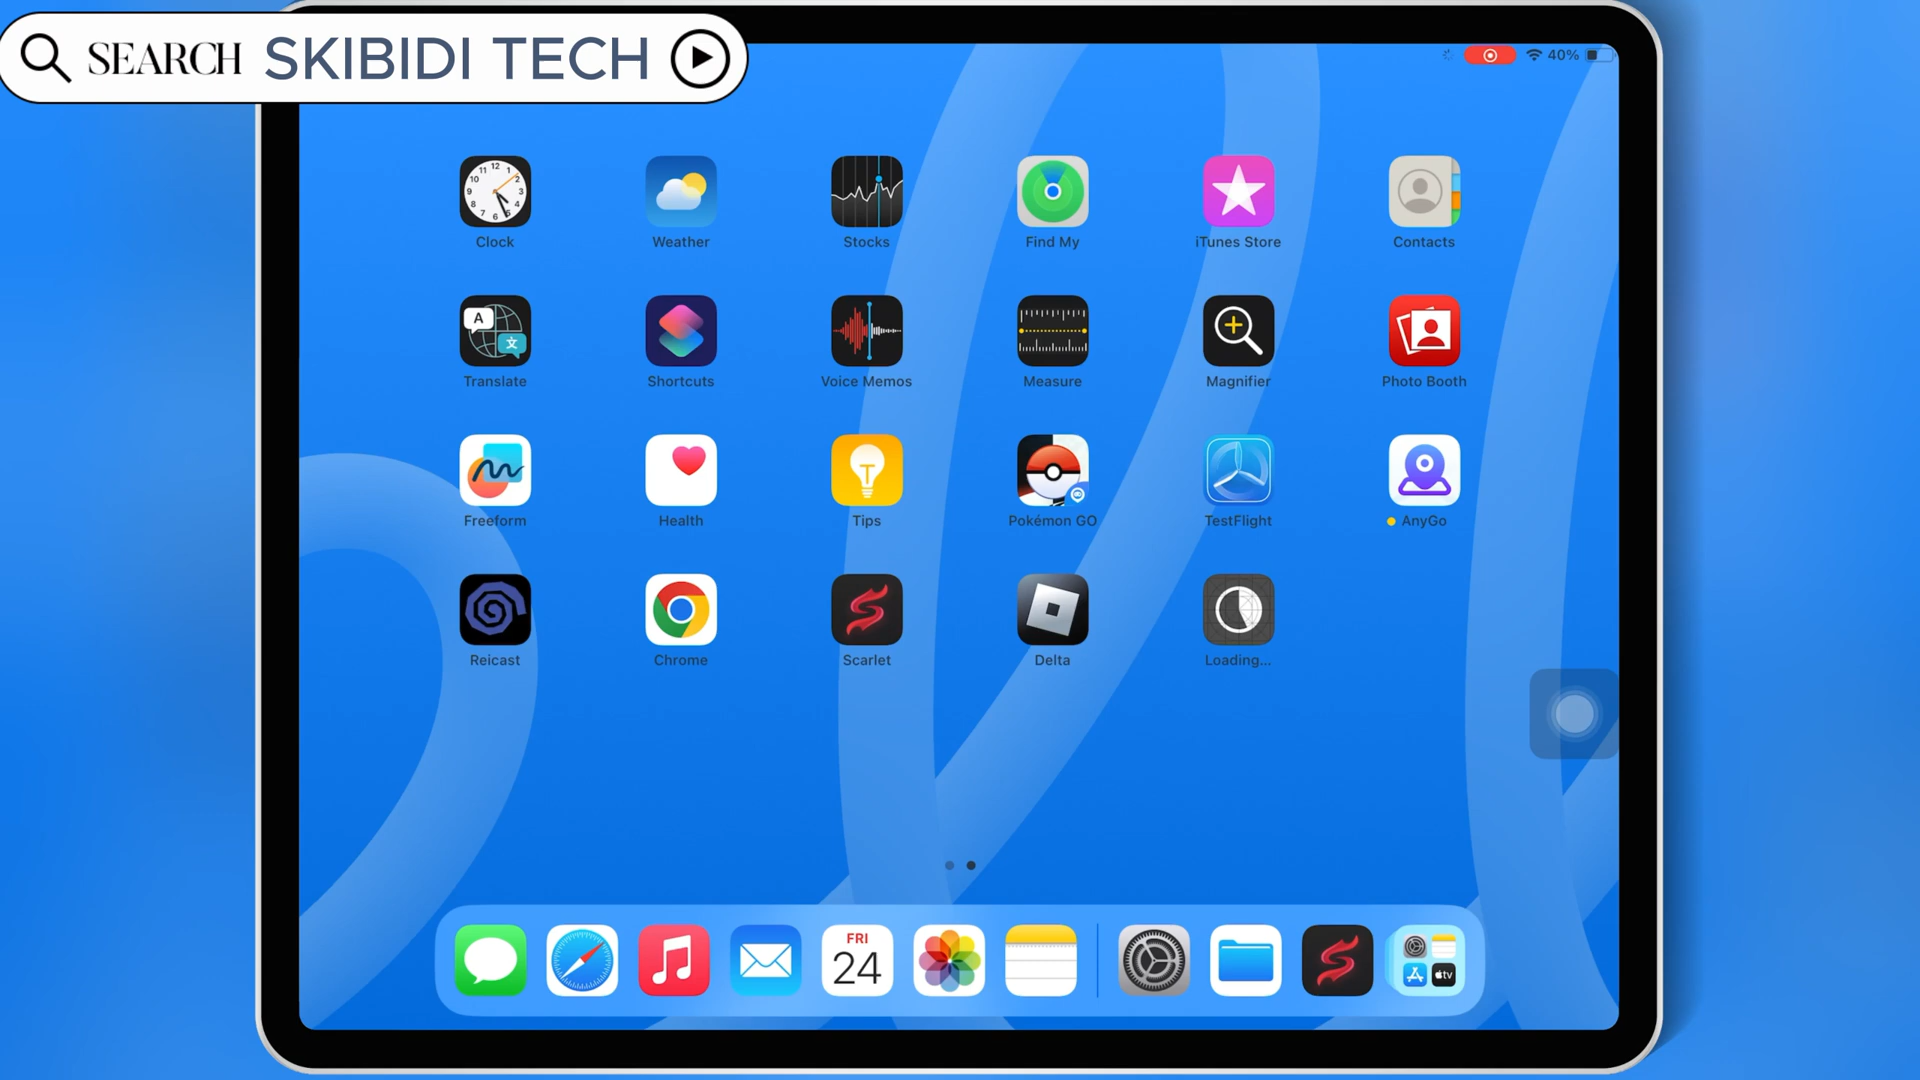 SEARCH SKIBIDI TECH
40%
Clock
Weather
Stocks
Find My
iTunes Store
Contacts
Translate
Shortcuts
Voice Memos
Measure
Magnifier
Photo Booth
Freeform
Health
Tips
Pokémon GO
TestFlight
AnyGo
Reicast
Chrome
Scarlet
Delta
Loading...
FRI
24
tv